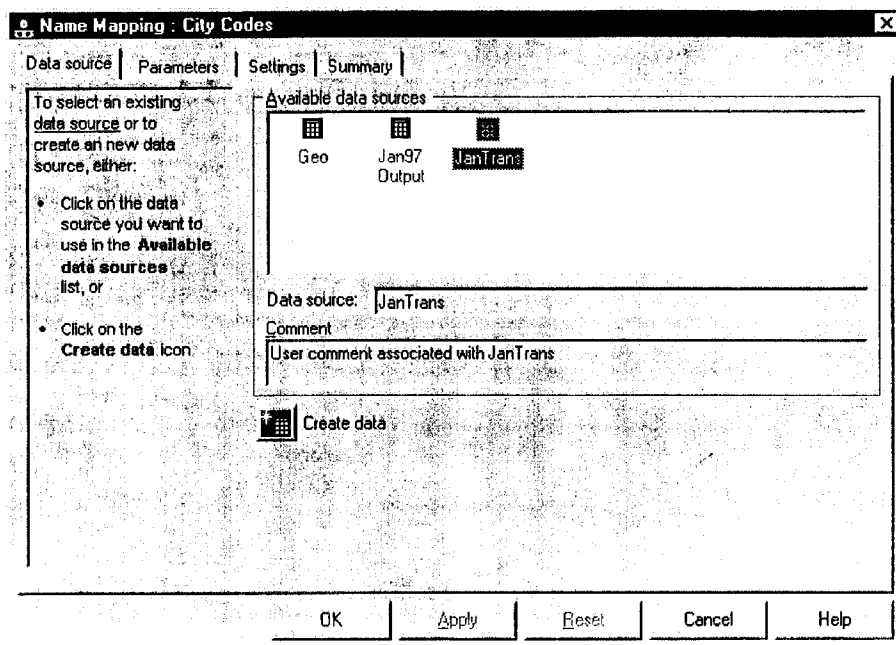 Name Mapping : City Codes
Data source
Parameters
Settings
Summary
To select an existing
data source or to
create an new data
source, either:
• Click on the data
source you want to
use in the Available
data sources
list, or
• Click on the
Create data icon
Available data sources
Geo
Jan97
Output
JanTrans
Data source: JanTrans
Comment
User comment associated with JanTrans
Create data
OK
Apply
Reset
Cancel
Help